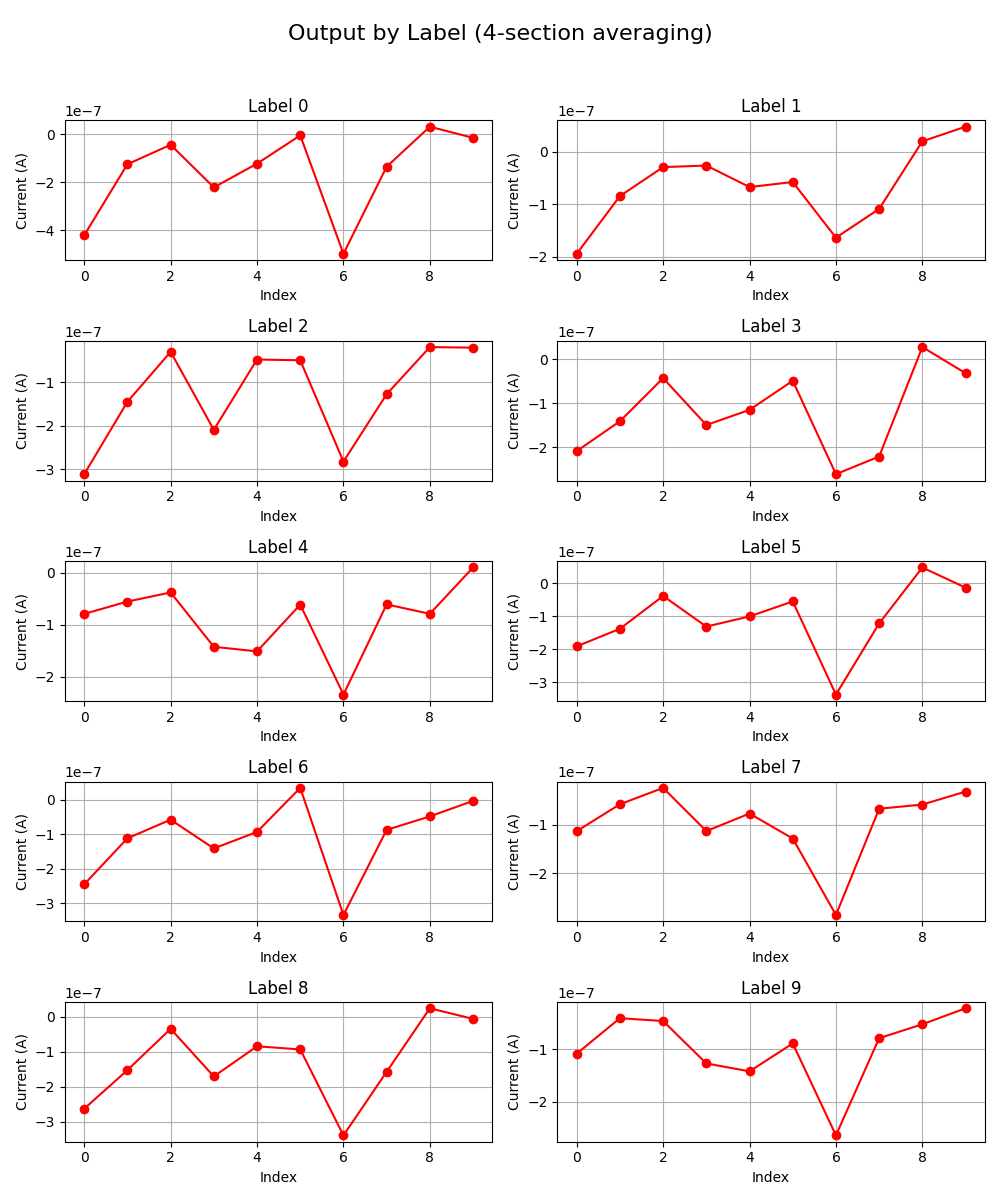 Output by Label (4-section averaging)
Label 0
1e−7
Current (A)
0
−2
−4
0 2 4 6 8
Index
Label 1
1e−7
Current (A)
0
−1
−2
0 2 4 6 8
Index
Label 2
1e−7
Current (A)
−1
−2
−3
0 2 4 6 8
Index
Label 3
1e−7
Current (A)
0
−1
−2
0 2 4 6 8
Index
Label 4
1e−7
Current (A)
0
−1
−2
0 2 4 6 8
Index
Label 5
1e−7
Current (A)
0
−1
−2
−3
0 2 4 6 8
Index
Label 6
1e−7
Current (A)
0
−1
−2
−3
0 2 4 6 8
Index
Label 7
1e−7
Current (A)
−1
−2
0 2 4 6 8
Index
Label 8
1e−7
Current (A)
0
−1
−2
−3
0 2 4 6 8
Index
Label 9
1e−7
Current (A)
−1
−2
0 2 4 6 8
Index